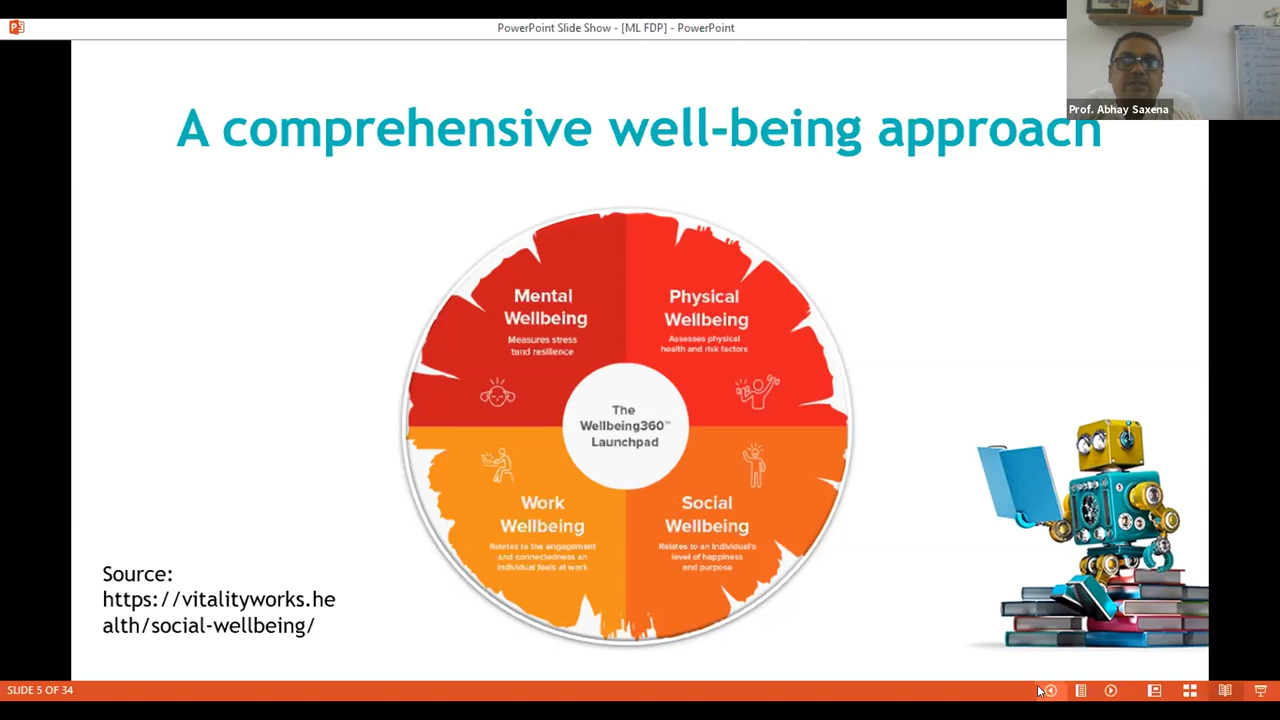 PowerPoint Slide Show - [ML FDP] - PowerPoint
Prof. Abhay Saxena
A comprehensive well-being approach
Mental
Wellbeing
Measures stress
tand resilience
Physical
Wellbeing
Assesses physical
health and risk factors
The
Wellbeing360™
Launchpad
Work
Wellbeing
Relates to the engagement
and connectedness an
individual feels at work
Social
Wellbeing
Relates to an individual's
level of happiness
and purpose
Source:
https://vitalityworks.he
alth/social-wellbeing/
SLIDE 5 OF 34